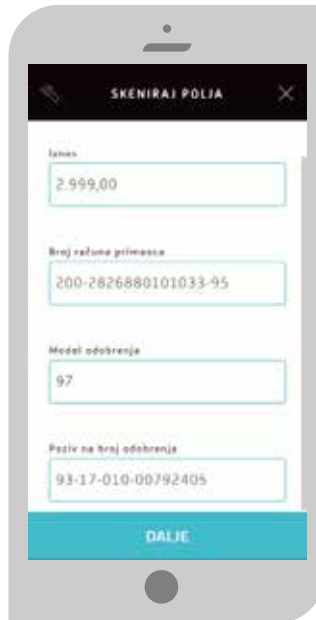 SKENIRAJ POLJA
Iznos
2.999,00
Broj računa primaoca
200-2826880101033-95
Model odobrenja
97
Poziv na broj odobrenja
93-17-010-00792405
DALJE